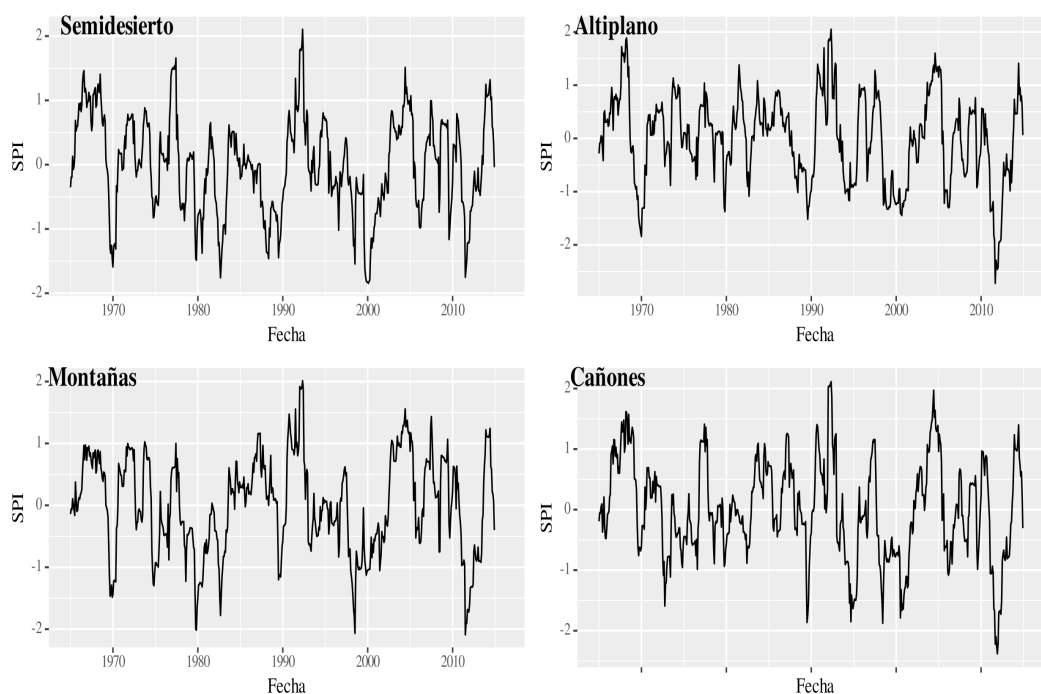 Semidesierto
2
1
0
-1
-2
SPI
1970
1980
1990
2000
2010
Fecha
Altiplano
2
1
0
-1
-2
SPI
1970
1980
1990
2000
2010
Fecha
Montañas
2
1
0
-1
-2
SPI
1970
1980
1990
2000
2010
Fecha
Cañones
2
1
0
-1
-2
SPI
Fecha